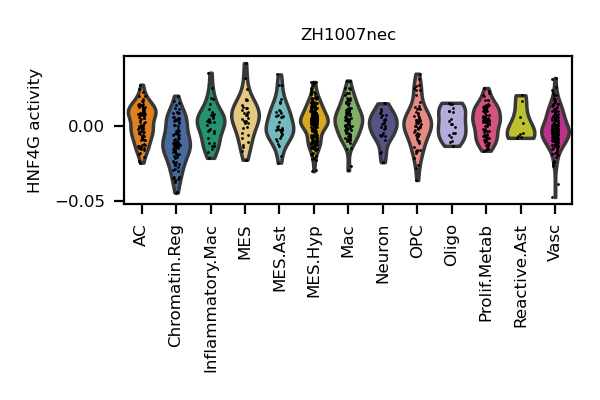 ZH1007nec
HNF4G activity
0.00
−0.05
AC
Chromatin.Reg
Inflammatory.Mac
MES
MES.Ast
MES.Hyp
Mac
Neuron
OPC
Oligo
Prolif.Metab
Reactive.Ast
Vasc